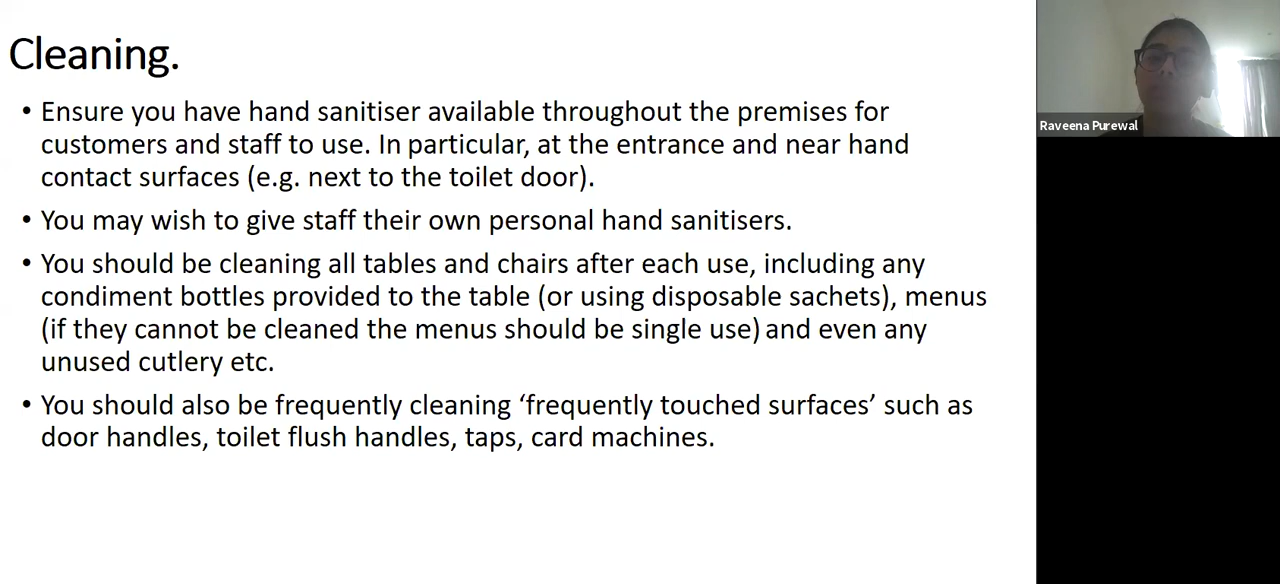 Cleaning.
• Ensure you have hand sanitiser available throughout the premises for
customers and staff to use. In particular, at the entrance and near hand
contact surfaces (e.g. next to the toilet door).
• You may wish to give staff their own personal hand sanitisers.
• You should be cleaning all tables and chairs after each use, including any
condiment bottles provided to the table (or using disposable sachets), menus
(if they cannot be cleaned the menus should be single use) and even any
unused cutlery etc.
• You should also be frequently cleaning ‘frequently touched surfaces’ such as
door handles, toilet flush handles, taps, card machines.
Raveena Purewal